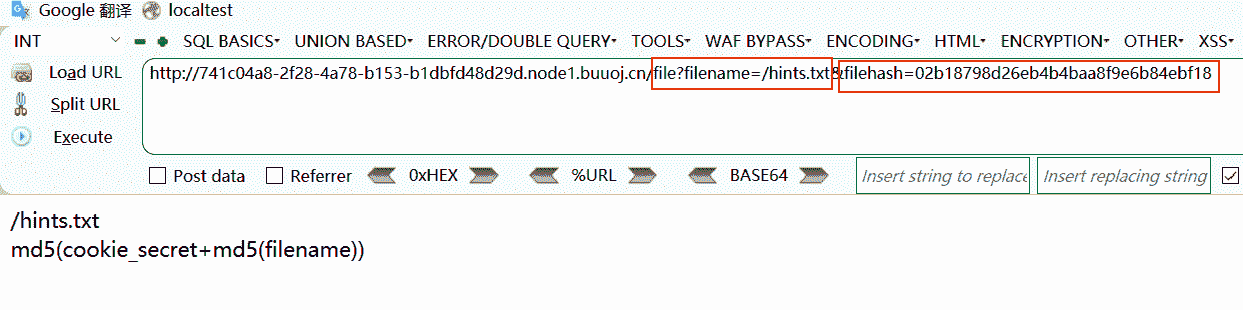 Google 翻译 localtest
INT SQL BASICS UNION BASED ERROR/DOUBLE QUERY TOOLS WAF BYPASS ENCODING HTML ENCRYPTION OTHER XSS
Load URL http://741c04a8-2f28-4a78-b153-b1dbfd48d29d.node1.buuoj.cn/file?filename=/hints.txt&filehash=02b18798d26eb4b4baa8f9e6b84ebf18
Split URL
Execute
Post data Referrer 0xHEX %URL BASE64 Insert string to replace Insert replacing string
/hints.txt
md5(cookie_secret+md5(filename))